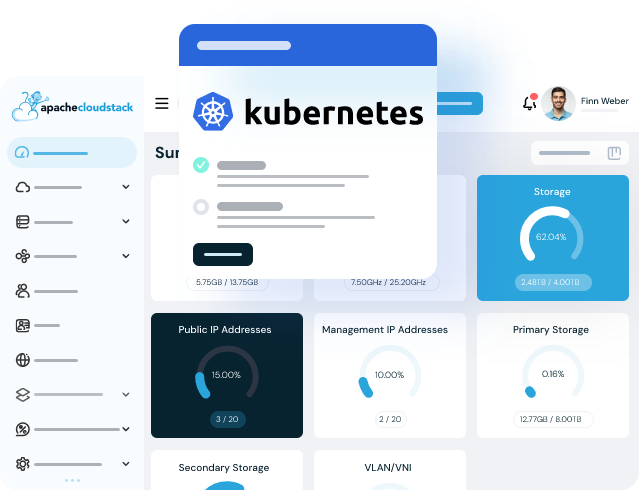 apachecloudstack
kubernetes
Finn Weber
Sur
5.75GB / 13.75GB
7.50GHz / 25.20GHz
Storage
62.04%
2.48TB / 4.00TB
Public IP Addresses
15.00%
3 / 20
Management IP Addresses
10.00%
2 / 20
Primary Storage
0.16%
12.77GB / 8.00TB
Secondary Storage
VLAN/VNI